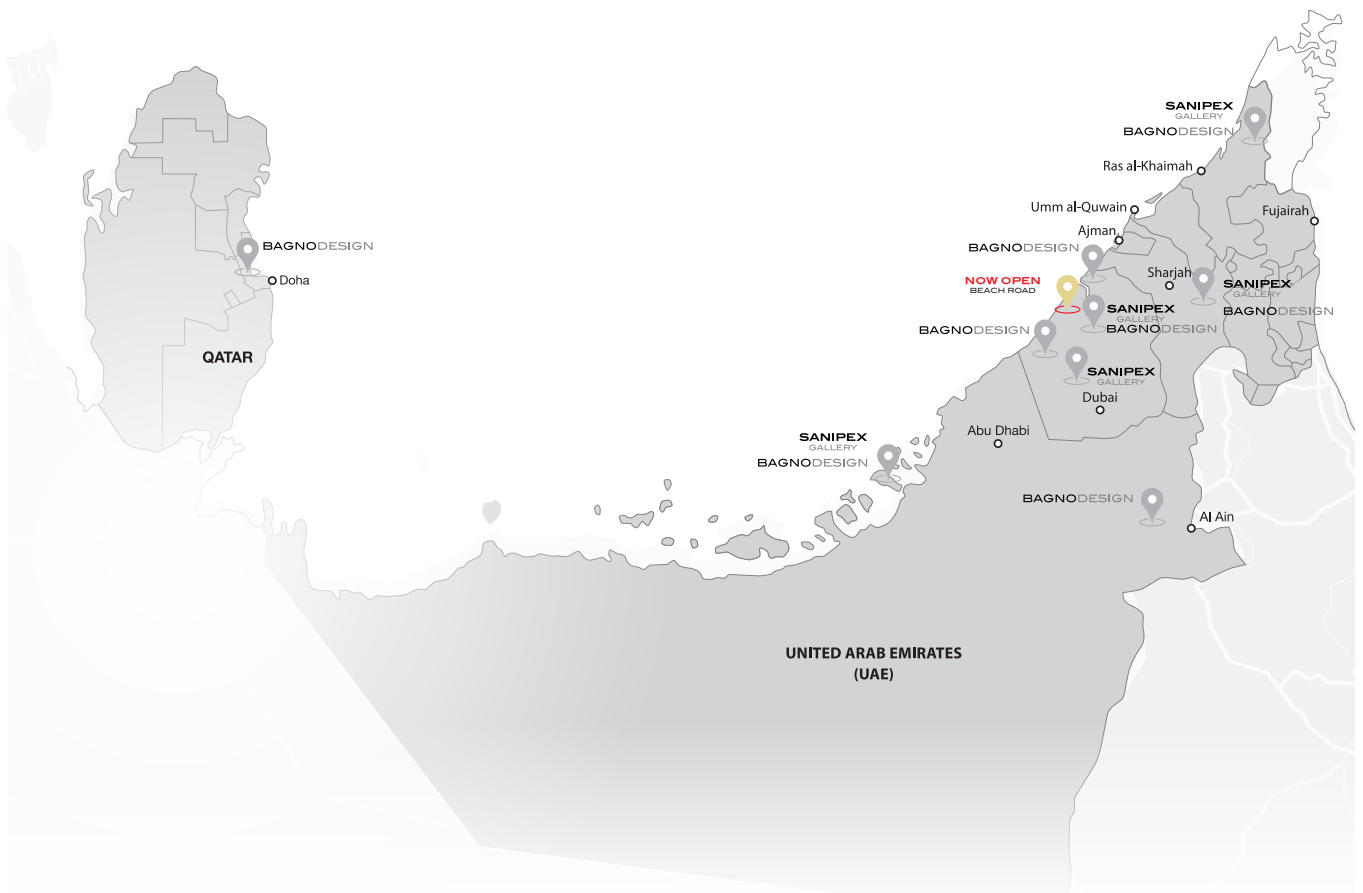 SANIPEX
GALLERY
BAGNODESIGN
Ras al-Khaimah
Umm al-Quwain
Fujairah
Ajman
BAGNODESIGN
BAGNODESIGN
Doha
Sharjah
NOW OPEN
BEACH ROAD
SANIPEX
GALLERY
BAGNODESIGN
SANIPEX
GALLERY
BAGNODESIGN
BAGNODESIGN
QATAR
SANIPEX
GALLERY
Dubai
Abu Dhabi
SANIPEX
GALLERY
BAGNODESIGN
BAGNODESIGN
Al Ain
UNITED ARAB EMIRATES
(UAE)